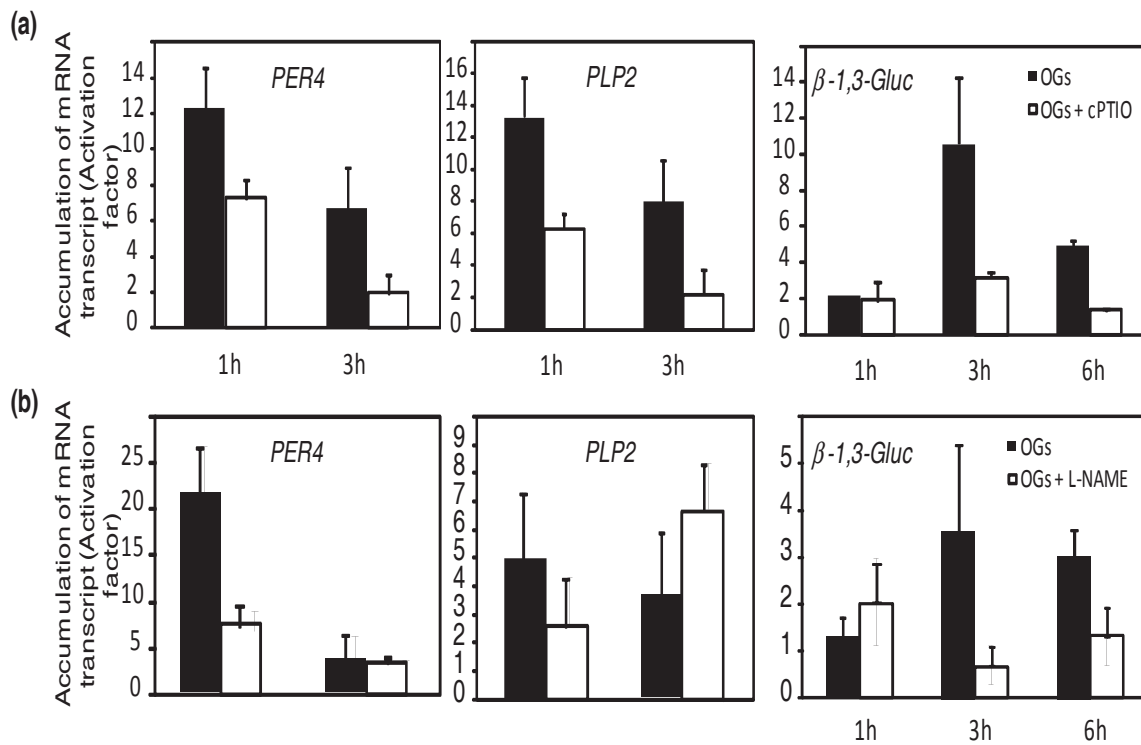 (a)
Accumulation of mRNA
transcript (Activation
factor)
14
12
10
8
6
4
2
0
PER4
1h
3h
16
14
12
10
8
6
4
2
0
PLP2
1h
3h
14
12
10
8
6
4
2
0
β-1,3-Gluc
OGs
OGs + cPTIO
1h
3h
6h
(b)
Accumulation of mRNA
transcript (Activation
factor)
25
20
15
10
5
0
PER4
9
8
7
6
5
4
3
2
1
0
PLP2
5
4
3
2
1
0
β-1,3-Gluc
OGs
OGs + L-NAME
1h
3h
6h